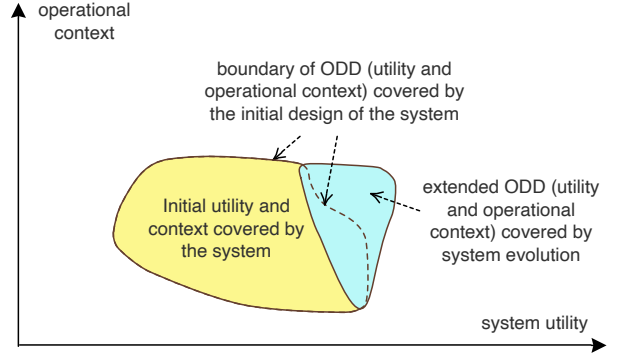 operational
context
boundary of ODD (utility and
operational context) covered by
the initial design of the system
Initial utility and
context covered by
the system
extended ODD (utility
and operational
context) covered by
system evolution
system utility